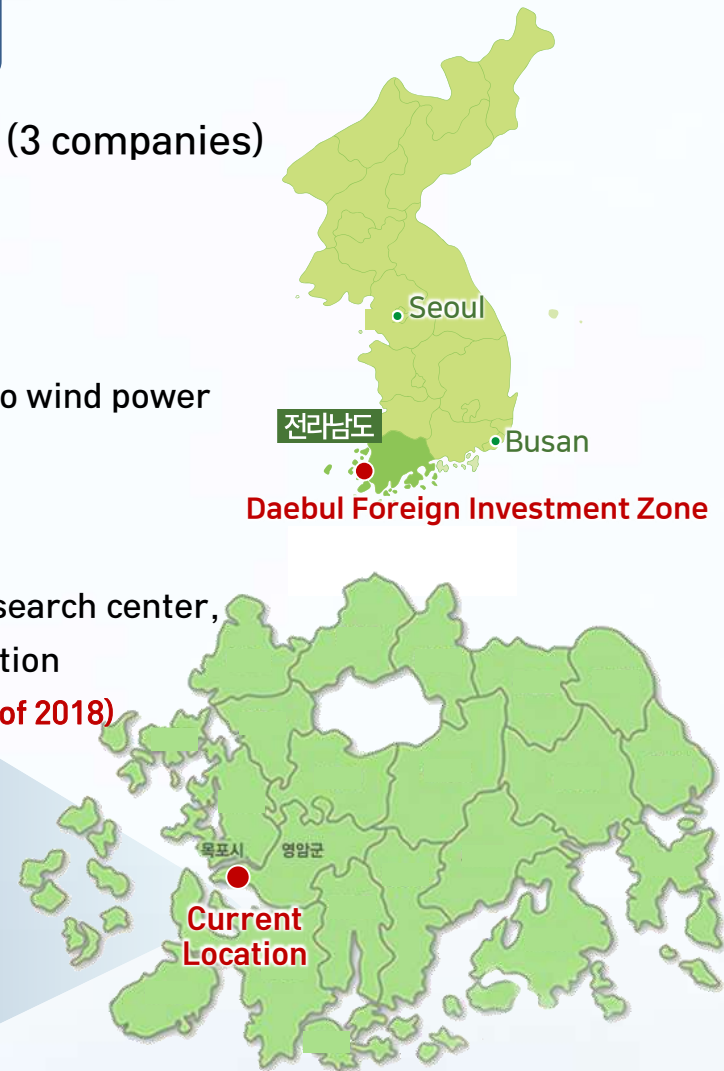 (3 companies)
Seoul
o wind power
전라남도
Busan
Daebul Foreign Investment Zone
search center,
tion
of 2018)
목포시
영암군
Current
Location